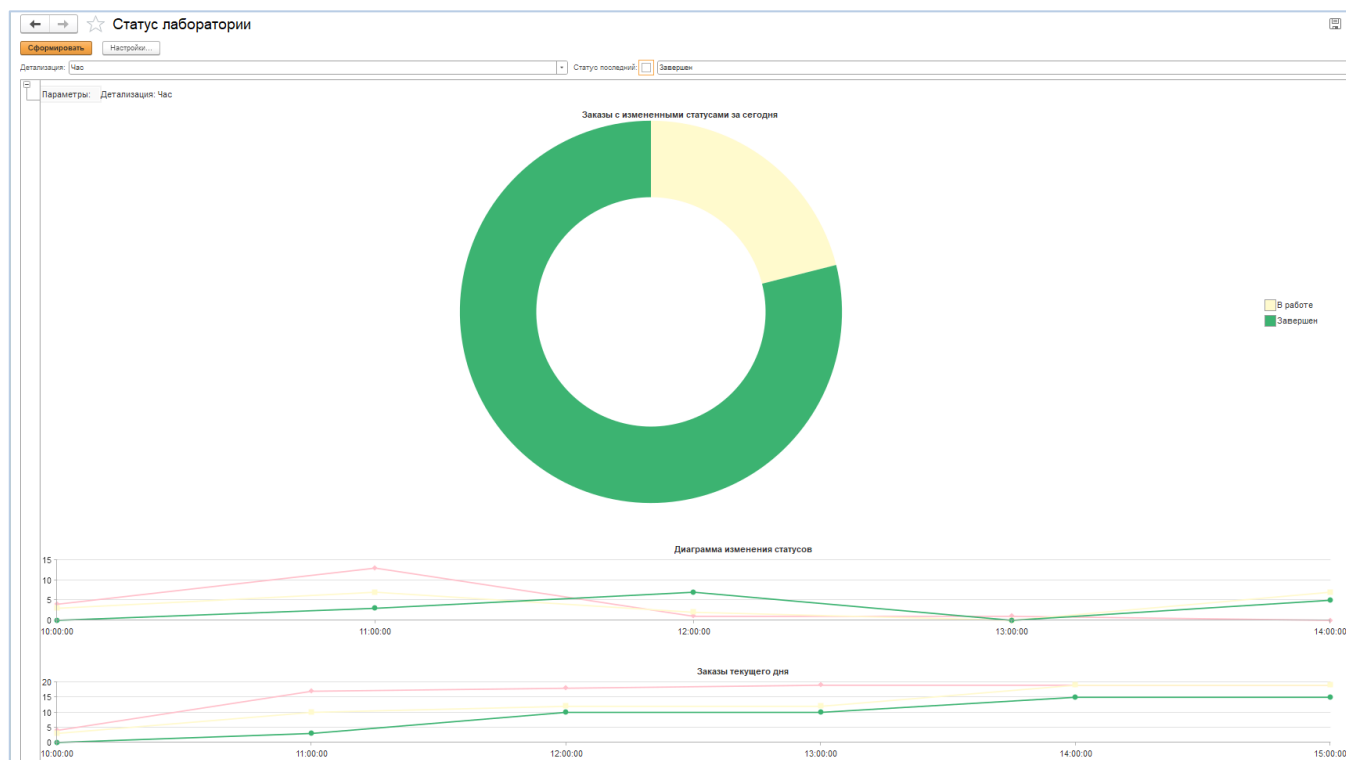 Статус лаборатории
Сформировать Настройки...
Детализация: Час Статус последний: Завершен
Параметры: Детализация: Час
Заказы с измененными статусами за сегодня
В работе
Завершен
Диаграмма изменения статусов
15
10
5
0
10:00:00 11:00:00 12:00:00 13:00:00 14:00:00
Заказы текущего дня
20
15
10
5
0
10:00:00 11:00:00 12:00:00 13:00:00 14:00:00 15:00:00